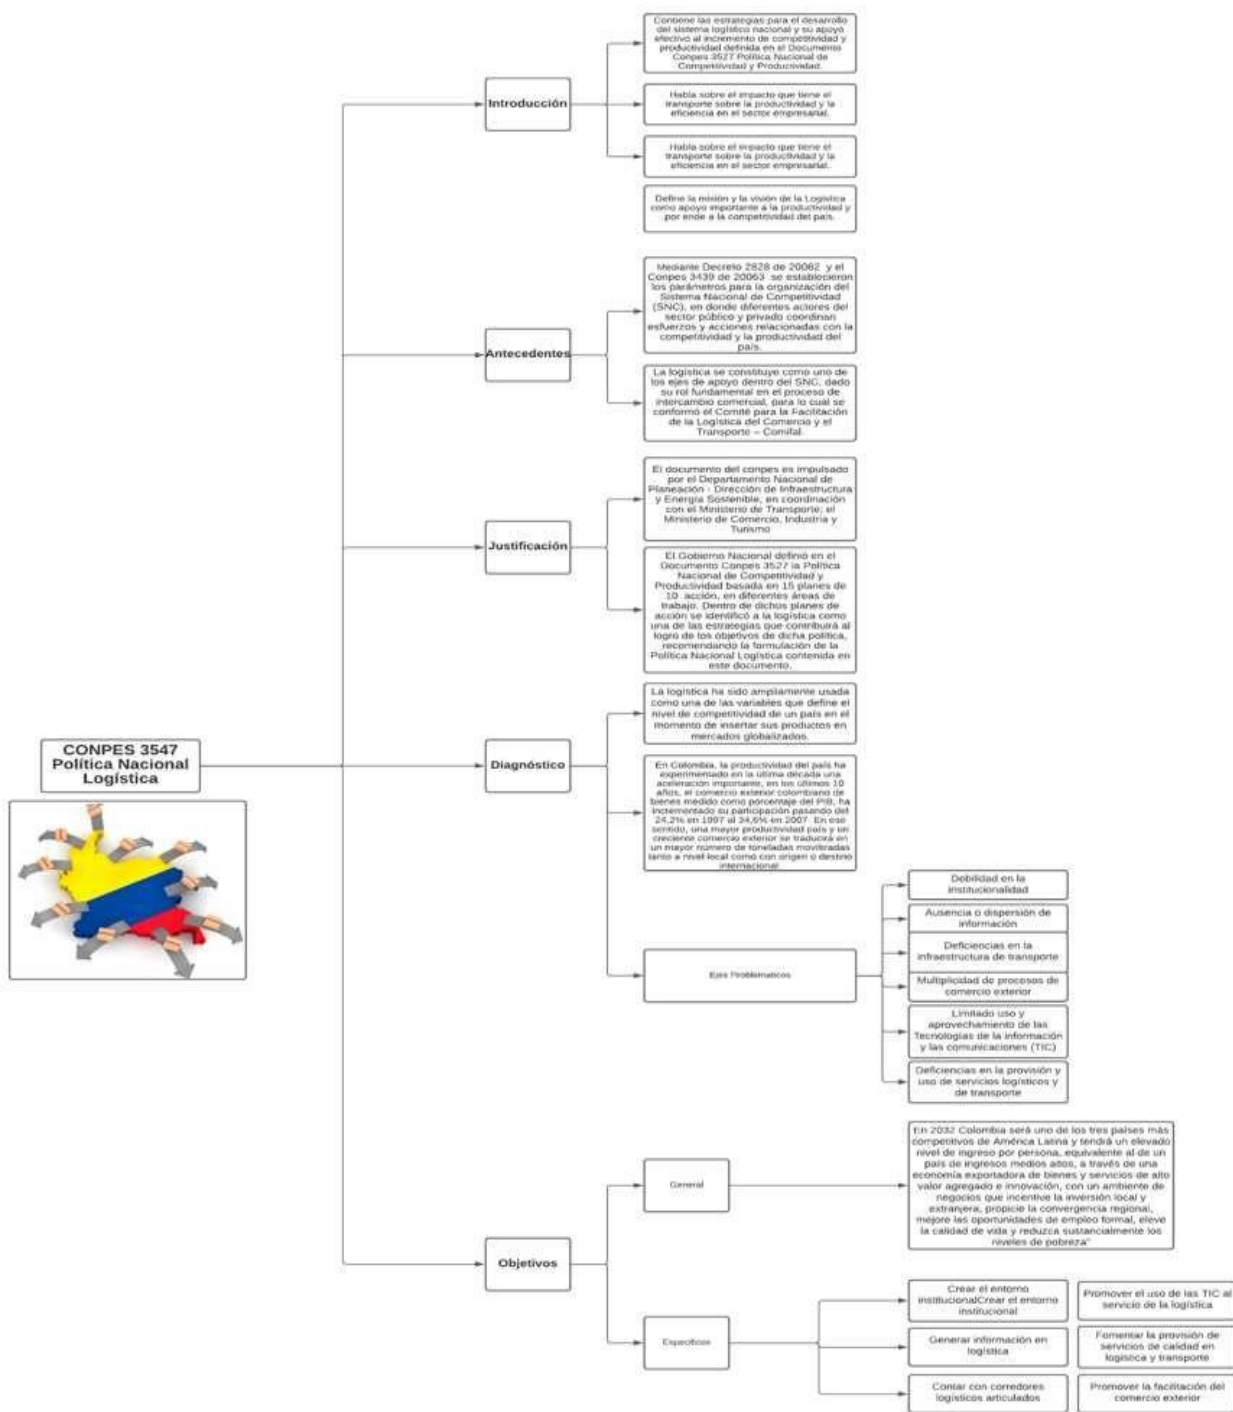 CONPES 3547
Política Nacional
Logística
Introducción
Contiene las estrategias para el desarrollo
del sistema logístico nacional y su apoyo
efectivo al incremento de competitividad y
productividad definida en el Documento
Conpes 3527 Política Nacional de
Competitividad y Productividad.
Habla sobre el impacto que tiene el
transporte sobre la productividad y la
eficiencia en el sector empresarial.
Habla sobre el impacto que tiene el
transporte sobre la productividad y la
eficiencia en el sector empresarial.
Define la misión y la visión de la Logística
como apoyo importante a la productividad y
por ende a la competitividad del país.
Antecedentes
Mediante Decreto 2828 de 20062 y el
Conpes 3439 de 20063 se establecieron
los parámetros para la organización del
Sistema Nacional de Competitividad
(SNC), en donde diferentes actores del
sector público y privado coordinan
esfuerzos y acciones relacionadas con la
competitividad y la productividad del
país.
La logística se constituye como uno de
los ejes de apoyo dentro del SNC, dado
su rol fundamental en el proceso de
intercambio comercial, para lo cual se
conformó el Comité para la Facilitación
de la Logística del Comercio y el
Transporte – Comifal.
Justificación
El documento del conpes es impulsado
por el Departamento Nacional de
Planeación - Dirección de Infraestructura
y Energía Sostenible, en coordinación
con el Ministerio de Transporte; el
Ministerio de Comercio, Industria y
Turismo
El Gobierno Nacional definió en el
Documento Conpes 3527 la Política
Nacional de Competitividad y
Productividad basada en 15 planes de
10 acción, en diferentes áreas de
trabajo. Dentro de dichos planes de
acción se identificó a la logística como
una de las estrategias que contribuirá al
logro de los objetivos de dicha política,
recomendando la formulación de la
Política Nacional Logística contenida en
este documento.
Diagnóstico
La logística ha sido ampliamente usada
como una de las variables que define el
nivel de competitividad de un país en el
momento de insertar sus productos en
mercados globalizados.
En Colombia, la productividad del país ha
experimentado en la última década una
aceleración importante, en los últimos 10
años, el comercio exterior colombiano de
bienes medido como porcentaje del PIB, ha
incrementado su participación pasando del
24,2% en 1997 al 34,6% en 2007 En ese
sentido, una mayor productividad país y un
creciente comercio exterior se traducirá en
un mayor número de toneladas movilizadas
tanto a nivel local como con origen o destino
internacional
Ejes Problematicos
Debilidad en la
institucionalidad
Ausencia o dispersión de
información
Deficiencias en la
infraestructura de transporte
Multiplicidad de procesos de
comercio exterior
Limitado uso y
aprovechamiento de las
Tecnologías de la información
y las comunicaciones (TIC)
Deficiencias en la provisión y
uso de servicios logísticos y
de transporte
Objetivos
General
En 2032 Colombia será uno de los tres países más
competitivos de América Latina y tendrá un elevado
nivel de ingreso por persona, equivalente al de un
país de ingresos medios altos, a través de una
economía exportadora de bienes y servicios de alto
valor agregado e innovación, con un ambiente de
negocios que incentive la inversión local y
extranjera, propicie la convergencia regional,
mejore las oportunidades de empleo formal, eleve
la calidad de vida y reduzca sustancialmente los
niveles de pobreza"
Especificos
Crear el entorno
institucionalCrear el entorno
institucional
Promover el uso de las TIC al
servicio de la logística
Generar información en
logística
Fomentar la provisión de
servicios de calidad en
logística y transporte
Contar con corredores
logísticos articulados
Promover la facilitación del
comercio exterior